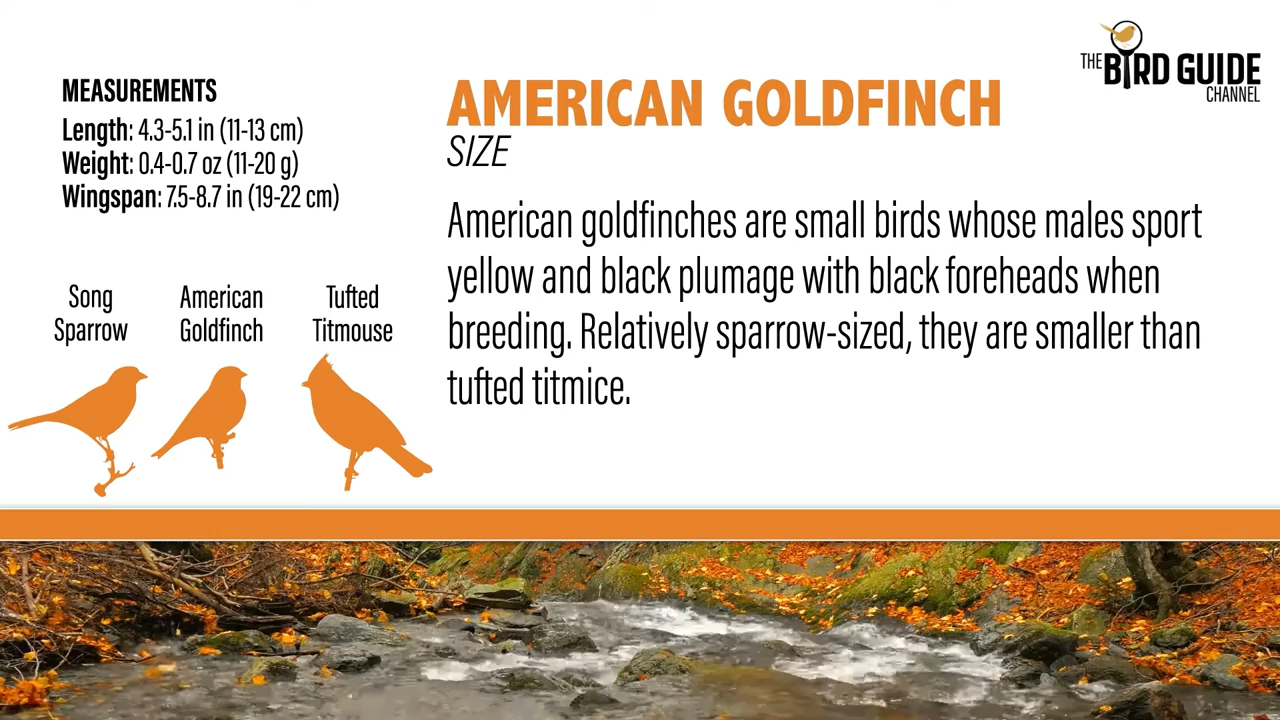 MEASUREMENTS
Length: 4.3-5.1 in (11-13 cm)
Weight: 0.4-0.7 oz (11-20 g)
Wingspan: 7.5-8.7 in (19-22 cm)
Song
Sparrow
American
Goldfinch
Tufted
Titmouse
AMERICAN GOLDFINCH
SIZE
American goldfinches are small birds whose males sport
yellow and black plumage with black foreheads when
breeding. Relatively sparrow-sized, they are smaller than
tufted titmice.
THE BIRD GUIDE
CHANNEL